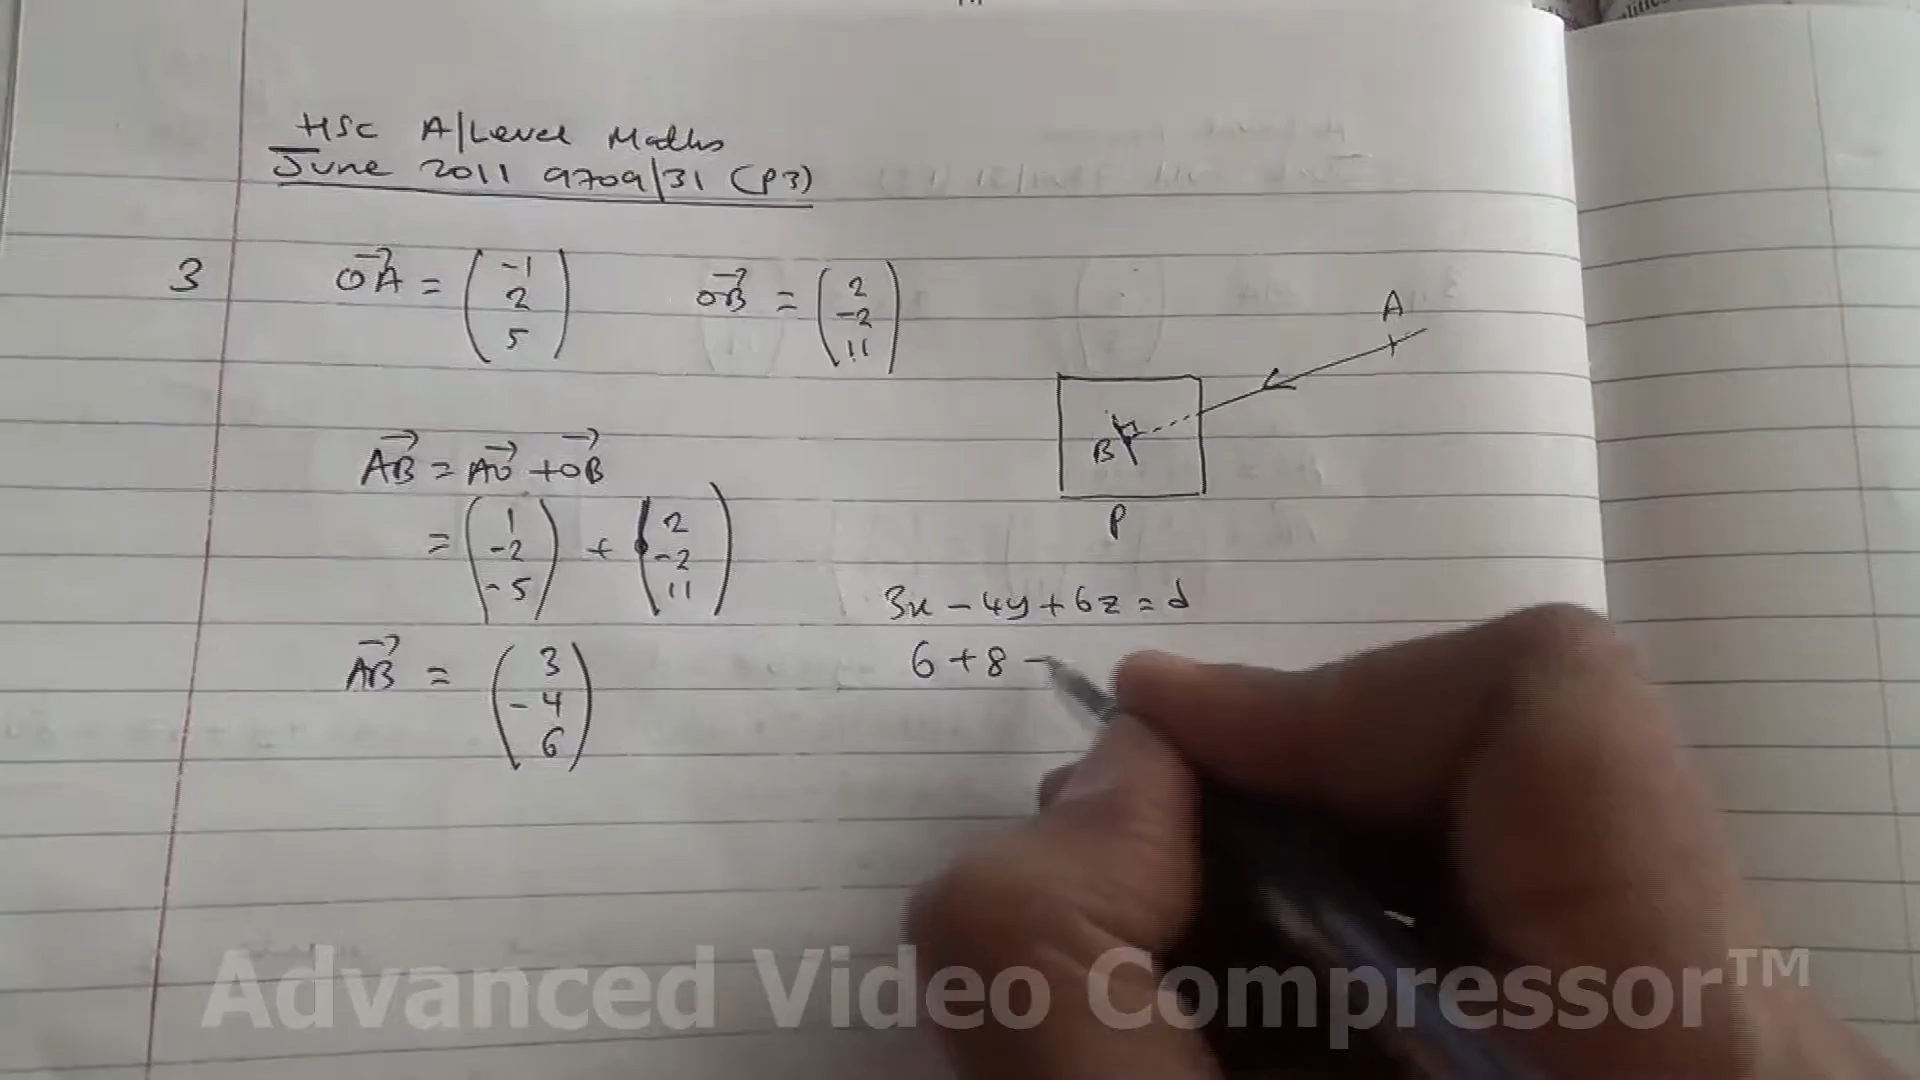 HSC A/Level Maths
June 2011 9709/31 (P3)
3 OA→ = (-1 2 5) OB→ = (2 -2 11)
A
B
P
AB→ = AO→ + OB→
= (1 -2 -5) + (2 -2 11)
3x - 4y + 6z = d
6 + 8 -
AB→ = (3 -4 6)
Advanced Video Compressor™